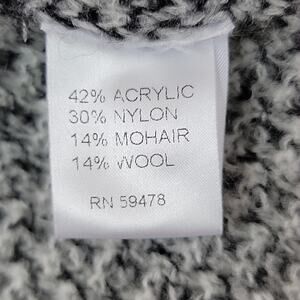 42% ACRYLIC
30% NYLON
14% MOHAIR
14% WOOL
RN 59478